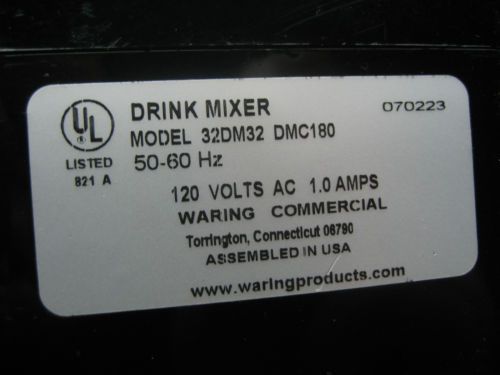 UL
LISTED
821 A
DRINK MIXER
070223
MODEL 32DM32 DMC180
50-60 Hz
120 VOLTS AC 1.0 AMPS
WARING COMMERCIAL
Torrington, Connecticut 06790
ASSEMBLED IN USA
www.waringproducts.com